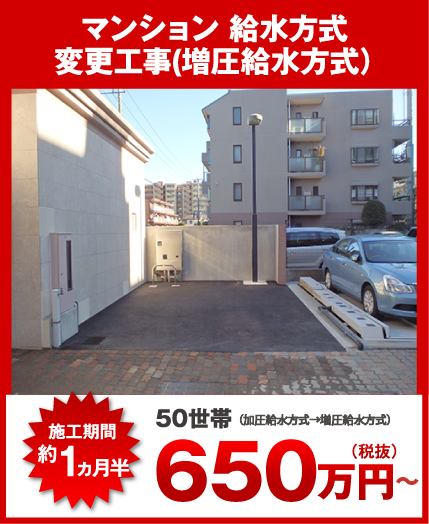 マンション 給水方式
変更工事(増圧給水方式)
施工期間
約1ヵ月半
50世帯 (加圧給水方式→増圧給水方式)
650万円〜
(税抜)